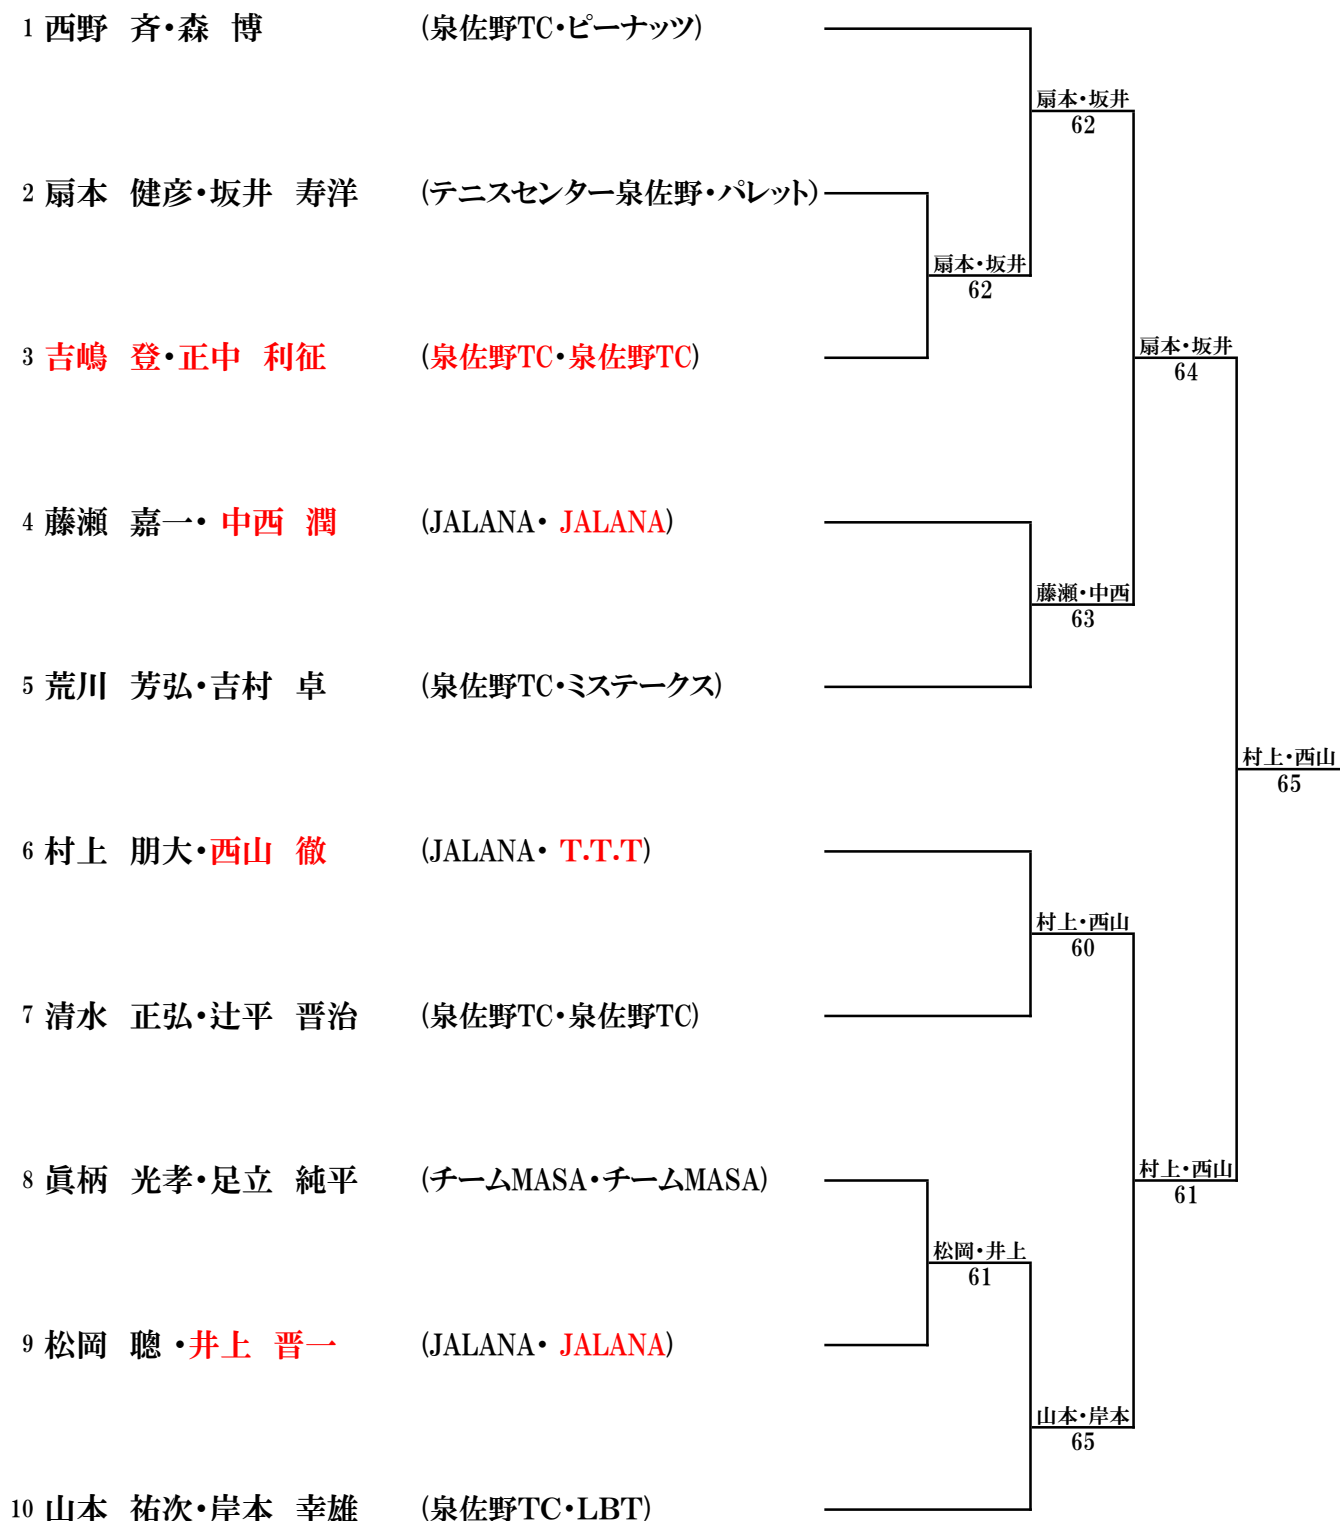 1 西野 斉・森 博 (泉佐野TC・ピーナッツ)
扇本・坂井
62
2 扇本 健彦・坂井 寿洋 (テニスセンター泉佐野・パレット)
扇本・坂井
62
3 吉嶋 登・正中 利征 (泉佐野TC・泉佐野TC)
扇本・坂井
64
4 藤瀬 嘉一・ 中西 潤 (JALANA・ JALANA)
藤瀬・中西
63
5 荒川 芳弘・吉村 卓 (泉佐野TC・ミステークス)
村上・西山
65
6 村上 朋大・西山 徹 (JALANA・ T.T.T)
村上・西山
60
7 清水 正弘・辻平 晋治 (泉佐野TC・泉佐野TC)
8 眞柄 光孝・足立 純平 (チームMASA・チームMASA)
村上・西山
61
松岡・井上
61
9 松岡 聰 ・井上 晋一 (JALANA・ JALANA)
山本・岸本
65
10 山本 祐次・岸本 幸雄 (泉佐野TC・LBT)